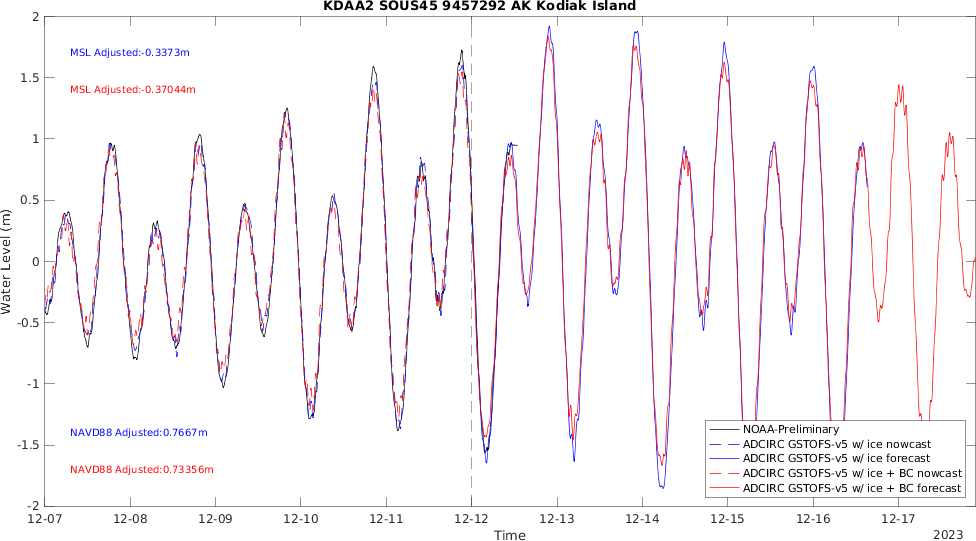 KDAA2 SOUS45 9457292 AK Kodiak Island
MSL Adjusted:-0.3373m
MSL Adjusted:-0.37044m
NAVD88 Adjusted:0.7667m
NAVD88 Adjusted:0.73356m
Water Level (m)
2
1.5
1
0.5
0
-0.5
-1
-1.5
-2
NOAA-Preliminary
ADCIRC GSTOFS-v5 w/ ice nowcast
ADCIRC GSTOFS-v5 w/ ice forecast
ADCIRC GSTOFS-v5 w/ ice + BC nowcast
ADCIRC GSTOFS-v5 w/ ice + BC forecast
12-07 12-08 12-09 12-10 12-11 12-12 12-13 12-14 12-15 12-16 12-17
Time
2023